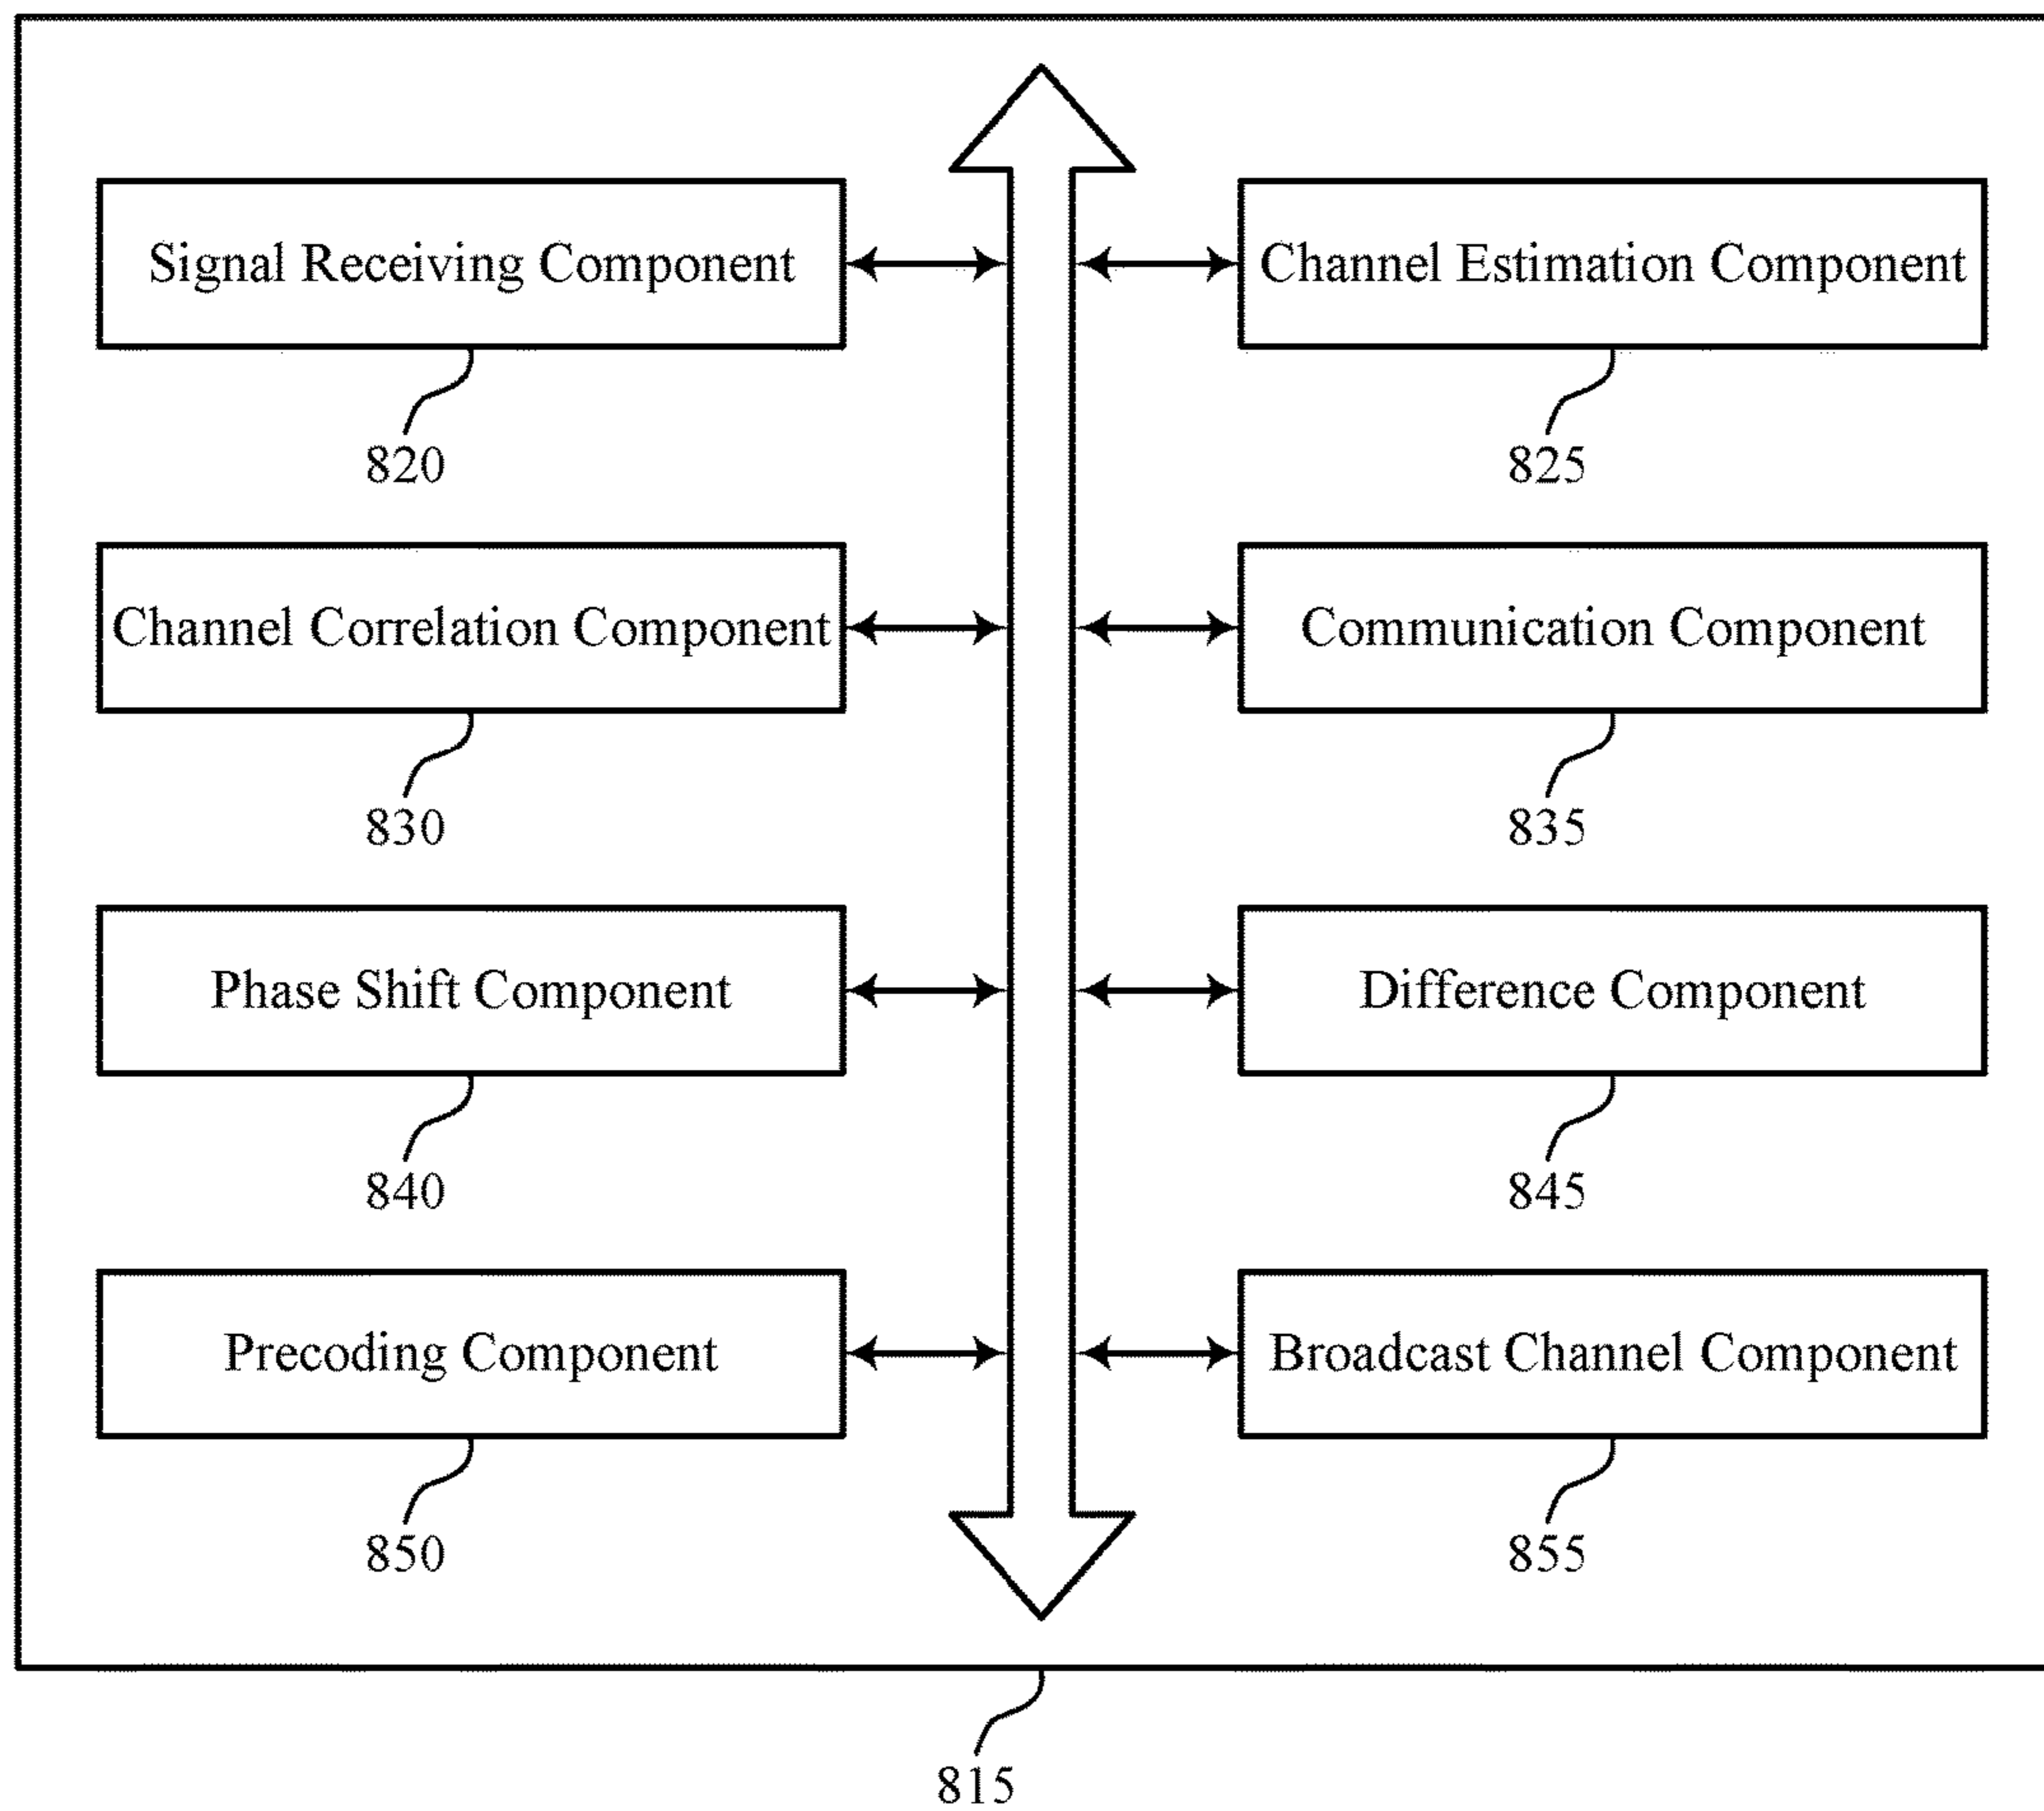 Signal Receiving Component
Channel Estimation Component
820
825
Channel Correlation Component
Communication Component
830
835
Phase Shift Component
Difference Component
840
845
Precoding Component
Broadcast Channel Component
850
855
815